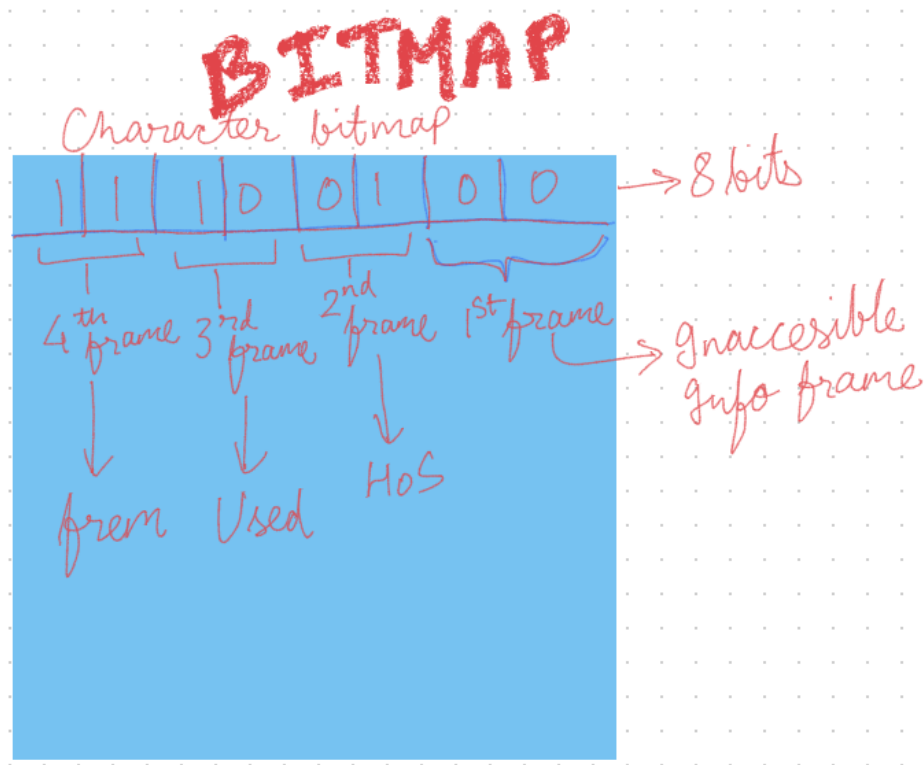 BITMAP
Character bitmap
1 1 1 0 0 1 0 0 → 8 bits
4th frame 3rd frame 2nd frame 1st frame → Inaccesible Info frame
Used HoS